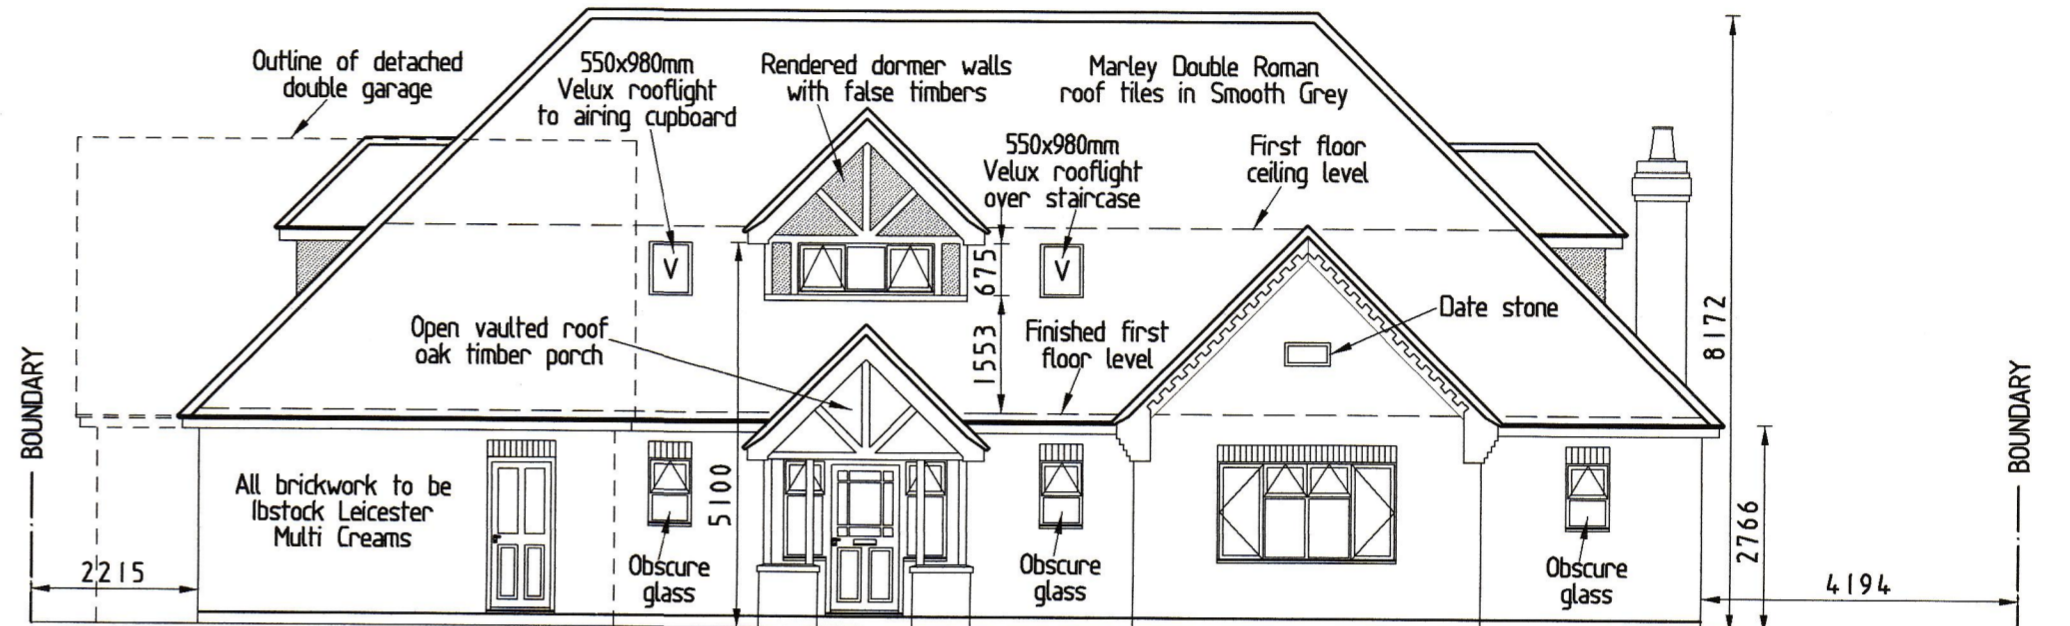 Outline of detached
double garage
550x980mm
Velux rooflight
to airing cupboard
Rendered dormer walls
with false timbers
Marley Double Roman
roof tiles in Smooth Grey
550x980mm
Velux rooflight
over staircase
First floor
ceiling level
V
V
675
Open vaulted roof
oak timber porch
1553
Finished first
floor level
Date stone
8172
BOUNDARY
BOUNDARY
All brickwork to be
Ibstock Leicester
Multi Creams
5100
2766
2215
Obscure
glass
Obscure
glass
Obscure
glass
4194